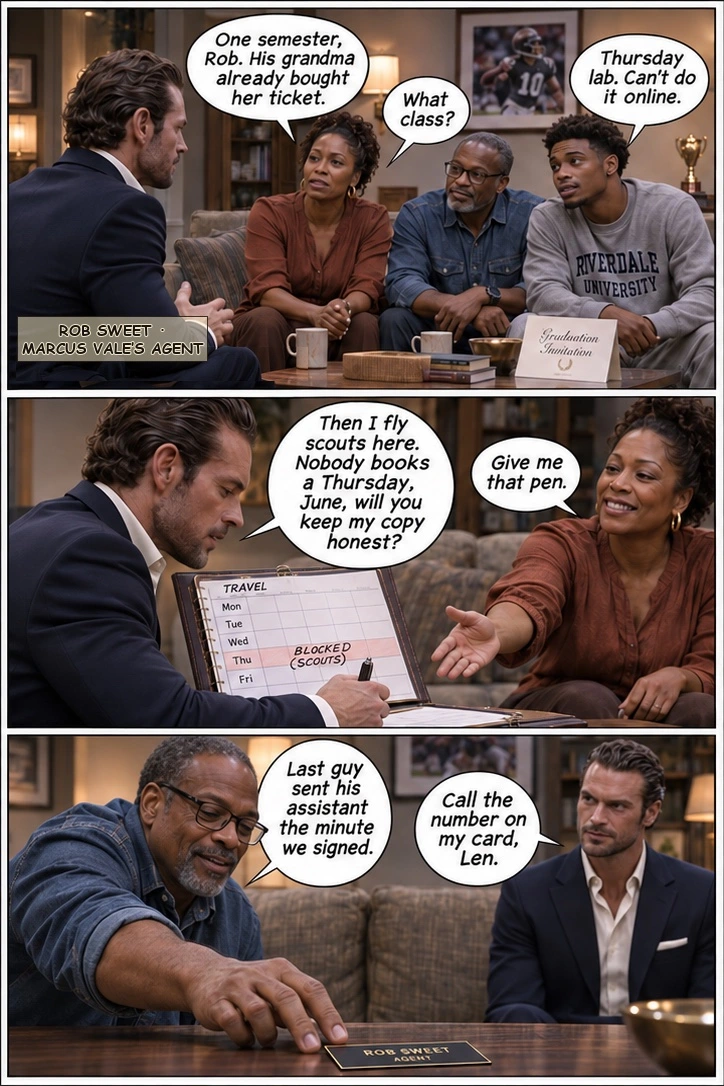 One semester,
Rob. His grandma
already bought
her ticket.
What
class?
Thursday
lab. Can't do
it online.
10
RIVERDALE
UNIVERSITY
ROB SWEET ·
MARCUS VALE'S AGENT
Graduation
Invitation
Then I fly
scouts here.
Nobody books
a Thursday,
June, will you
keep my copy
honest?
Give me
that pen.
TRAVEL
Mon
Tue
Wed
Thu
BLOCKED
(SCOUTS)
Fri
Last guy
sent his
assistant
the minute
we signed.
Call the
number on
my card,
Len.
ROB SWEET
AGENT